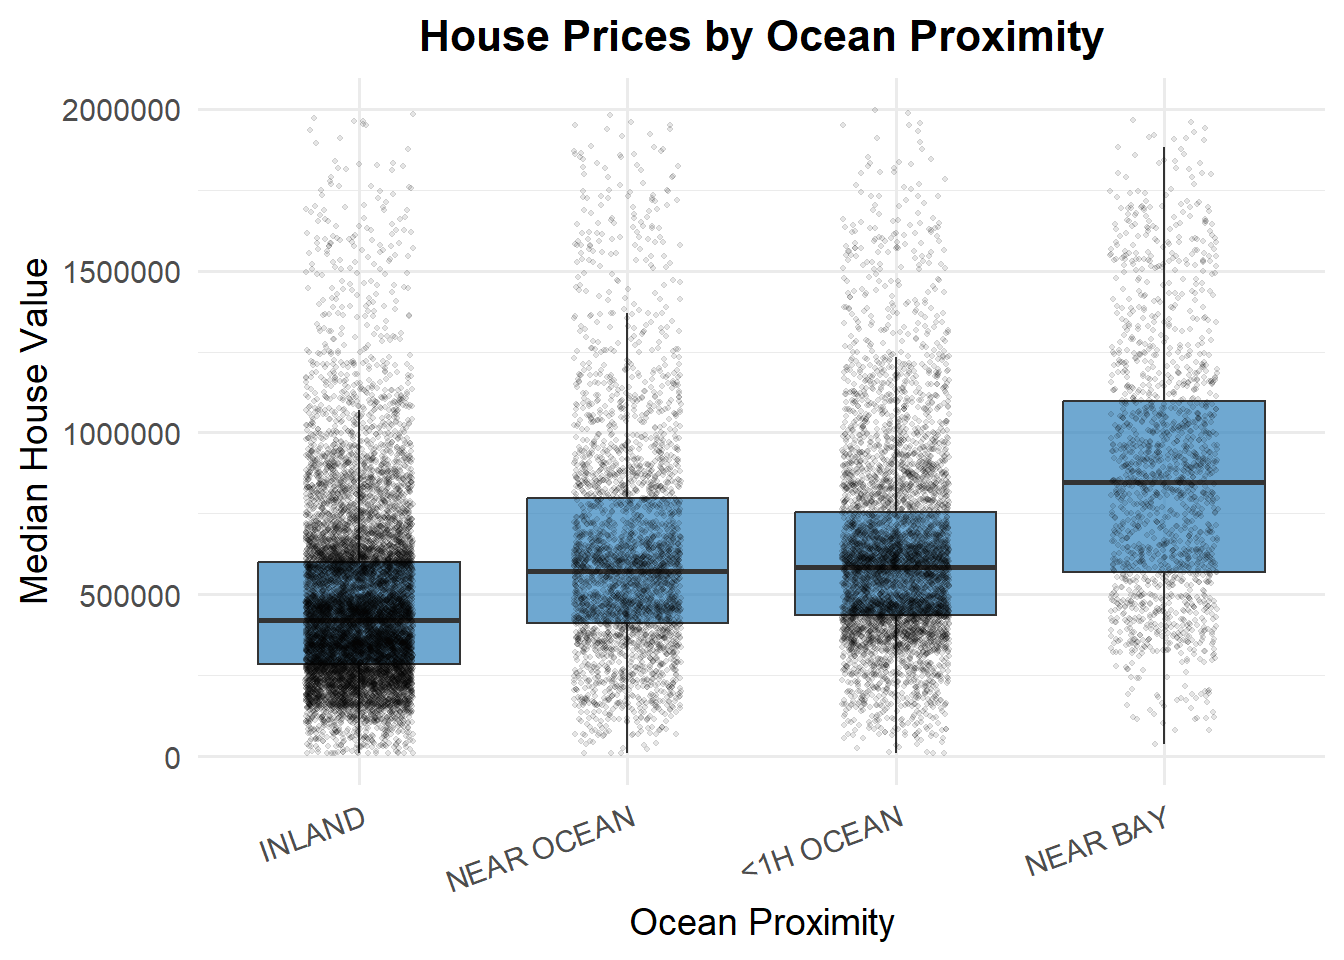 House Prices by Ocean Proximity
Median House Value
2000000
1500000
1000000
500000
0
INLAND
NEAR OCEAN
<1H OCEAN
NEAR BAY
Ocean Proximity